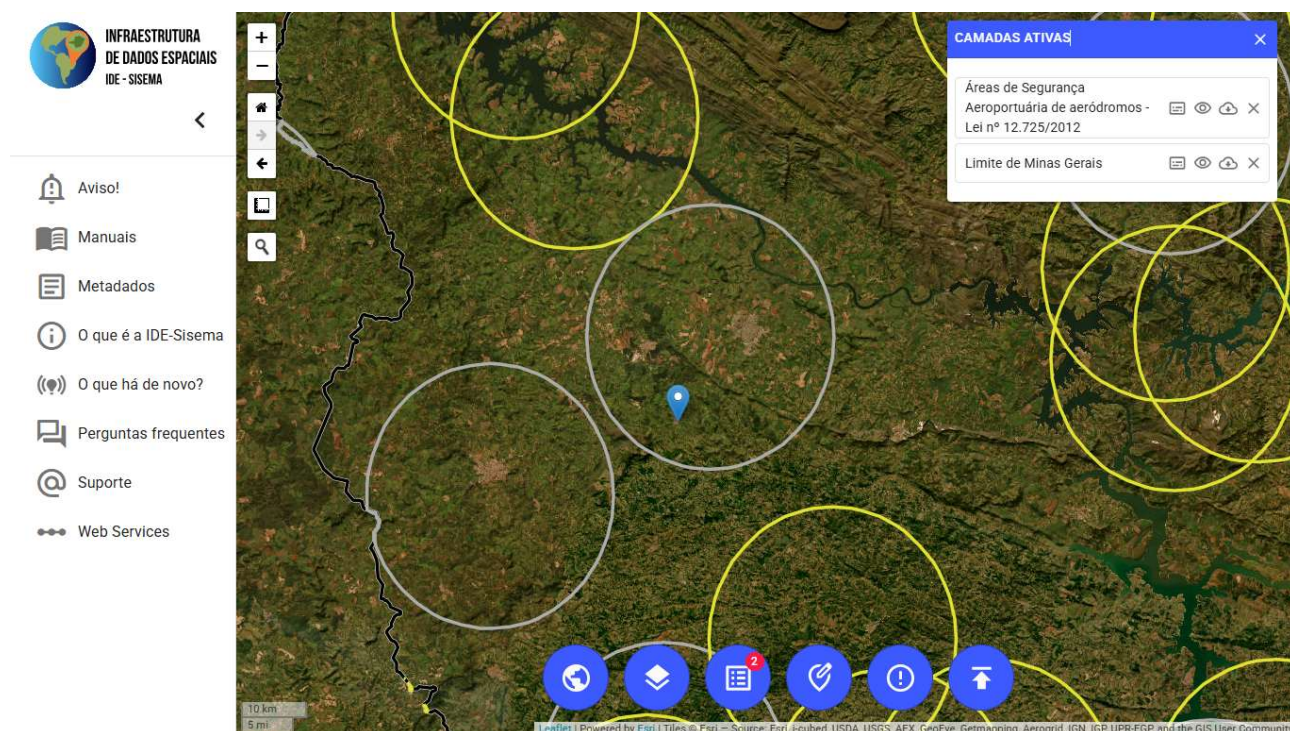 INFRAESTRUTURA
DE DADOS ESPACIAIS
IDE - SISEMA
Aviso!
Manuais
Metadados
O que é a IDE-Sisema
O que há de novo?
Perguntas frequentes
Suporte
Web Services
+
−
CAMADAS ATIVAS
Áreas de Segurança
Aeroportuária de aeródromos -
Lei nº 12.725/2012
Limite de Minas Gerais
2
10 km
5 mi
Leaflet | Powered by Esri | Tiles © Esri — Source: Esri, i-cubed, USDA, USGS, AEX, GeoEye, Getmapping, Aerogrid, IGN, IGP, UPR-EGP, and the GIS User Community